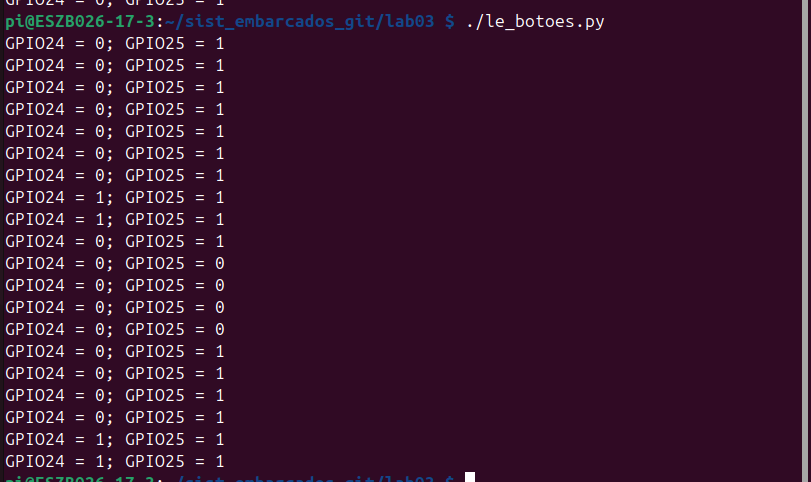 GPIO24 = 0; GPIO25 = 1
pi@ESZB026-17-3:~/sist_embarcados_git/lab03 $ ./le_botoes.py
GPIO24 = 0; GPIO25 = 1
GPIO24 = 0; GPIO25 = 1
GPIO24 = 0; GPIO25 = 1
GPIO24 = 0; GPIO25 = 1
GPIO24 = 0; GPIO25 = 1
GPIO24 = 0; GPIO25 = 1
GPIO24 = 0; GPIO25 = 1
GPIO24 = 1; GPIO25 = 1
GPIO24 = 1; GPIO25 = 1
GPIO24 = 0; GPIO25 = 1
GPIO24 = 0; GPIO25 = 0
GPIO24 = 0; GPIO25 = 0
GPIO24 = 0; GPIO25 = 0
GPIO24 = 0; GPIO25 = 0
GPIO24 = 0; GPIO25 = 1
GPIO24 = 0; GPIO25 = 1
GPIO24 = 0; GPIO25 = 1
GPIO24 = 0; GPIO25 = 1
GPIO24 = 1; GPIO25 = 1
GPIO24 = 1; GPIO25 = 1
pi@ESZB026-17-3:~/sist_embarcados_git/lab03 $